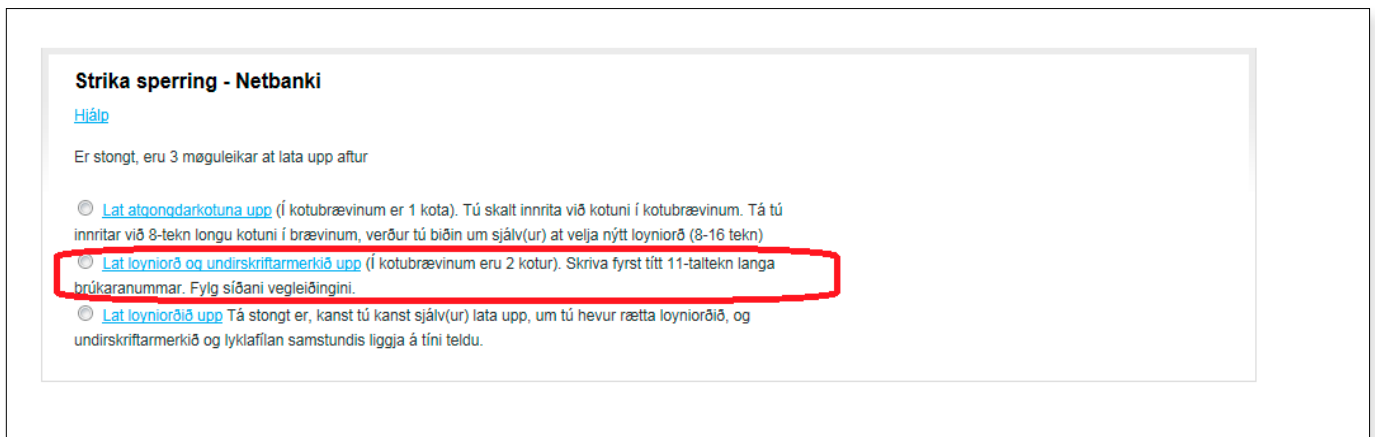 Strika sperring - Netbanki
Hjálp
Er stongt, eru 3 møguleikar at lata upp aftur
Lat atgongdarkotuna upp (Í kotubrævinum er 1 kota). Tú skalt innrita við kotuni í kotubrævinum. Tá tú
innritar við 8-tekn longu kotuni í brævinum, verður tú biðin um sjálv(ur) at velja nýtt loyniorð (8-16 tekn)
Lat loyniorð og undirskriftarmerkið upp (Í kotubrævinum eru 2 kotur). Skriva fyrst títt 11-taltekn langa
brúkaranummar. Fylg síðani vegleiðingini.
Lat loyniorðið upp Tá stongt er, kanst tú kanst sjálv(ur) lata upp, um tú hevur rætta loyniorðið, og
undirskriftarmerkið og lyklafílan samstundis liggja á tíni teldu.